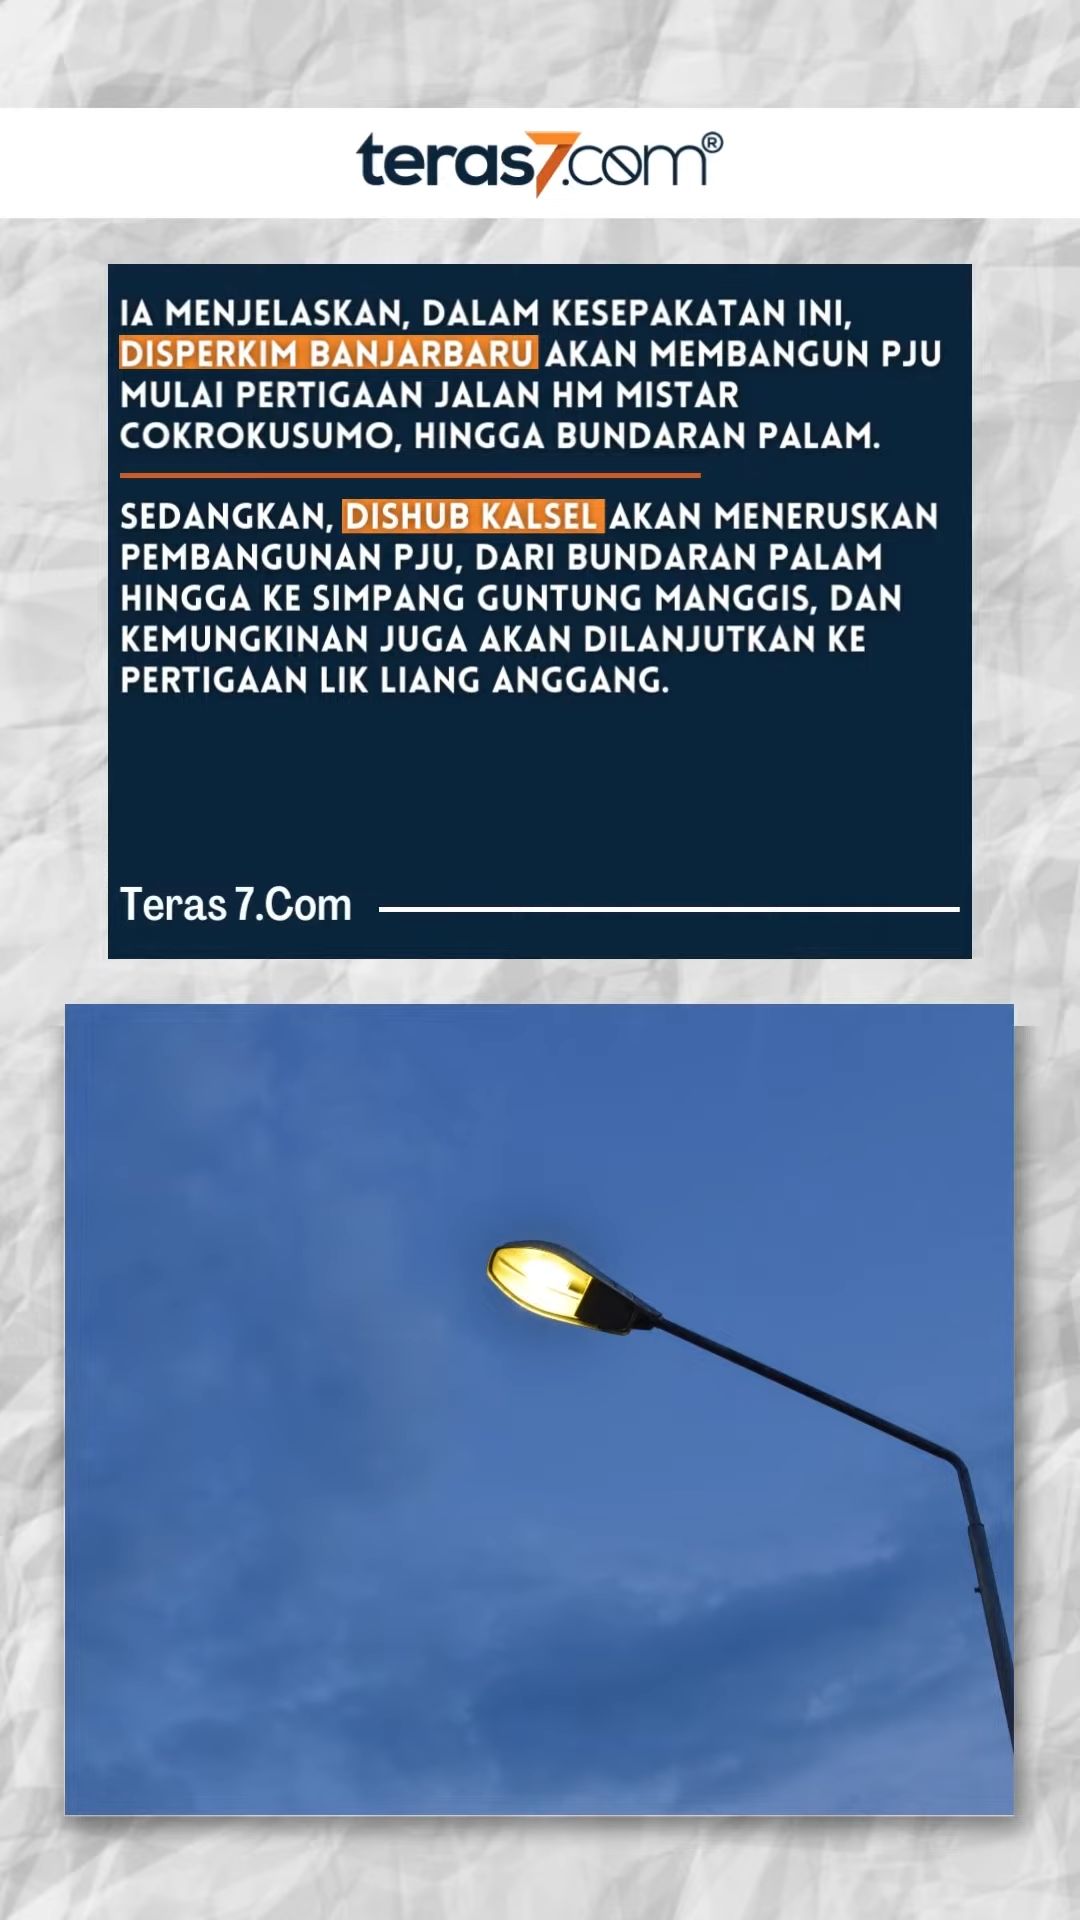 teras7.com®
IA MENJELASKAN, DALAM KESEPAKATAN INI,
DISPERKIM BANJARBARU AKAN MEMBANGUN PJU
MULAI PERTIGAAN JALAN HM MISTAR
COKROKUSUMO, HINGGA BUNDARAN PALAM.
SEDANGKAN, DISHUB KALSEL AKAN MENERUSKAN
PEMBANGUNAN PJU, DARI BUNDARAN PALAM
HINGGA KE SIMPANG GUNTUNG MANGGIS, DAN
KEMUNGKINAN JUGA AKAN DILANJUTKAN KE
PERTIGAAN LIK LIANG ANGGANG.
Teras 7.Com